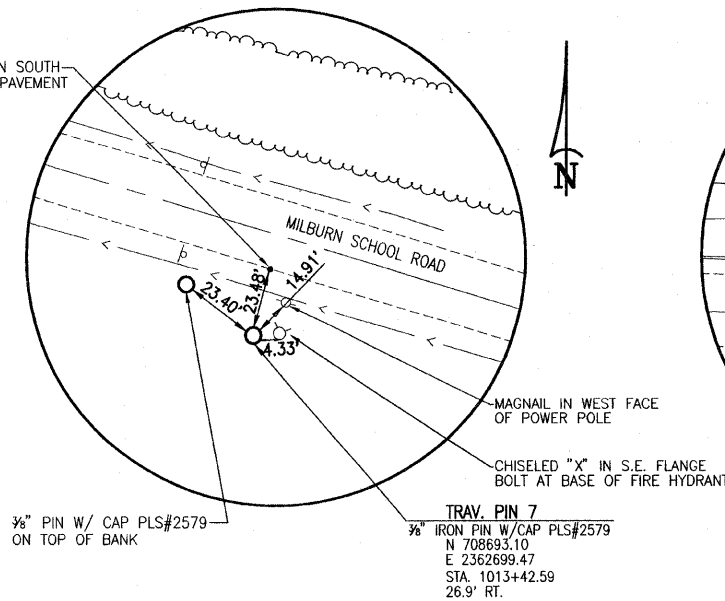 N SOUTH
PAVEMENT
N
MILBURN SCHOOL ROAD
14.91'
23.48'
23.40'
4.33'
MAGNAIL IN WEST FACE
OF POWER POLE
CHISELED "X" IN S.E. FLANGE
BOLT AT BASE OF FIRE HYDRANT
⅜" PIN W/ CAP PLS#2579
ON TOP OF BANK
TRAV. PIN 7
⅜" IRON PIN W/CAP PLS#2579
N 708693.10
E 2362699.47
STA. 1013+42.59
26.9' RT.